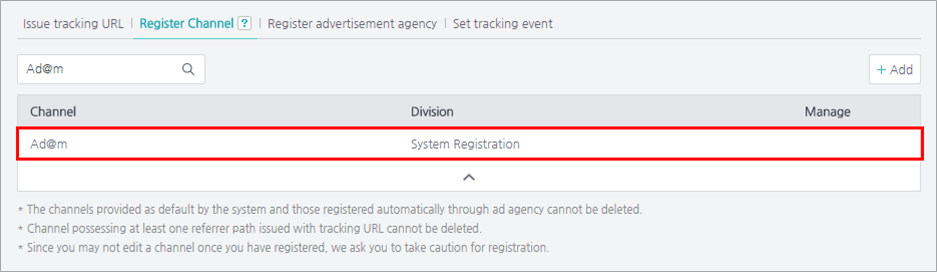 Issue tracking URL | Register Channel ? | Register advertisement agency | Set tracking event
Ad@m
+ Add
Channel Division Manage
Ad@m System Registration
* The channels provided as default by the system and those registered automatically through ad agency cannot be deleted.
* Channel possessing at least one referrer path issued with tracking URL cannot be deleted.
* Since you may not edit a channel once you have registered, we ask you to take caution for registration.